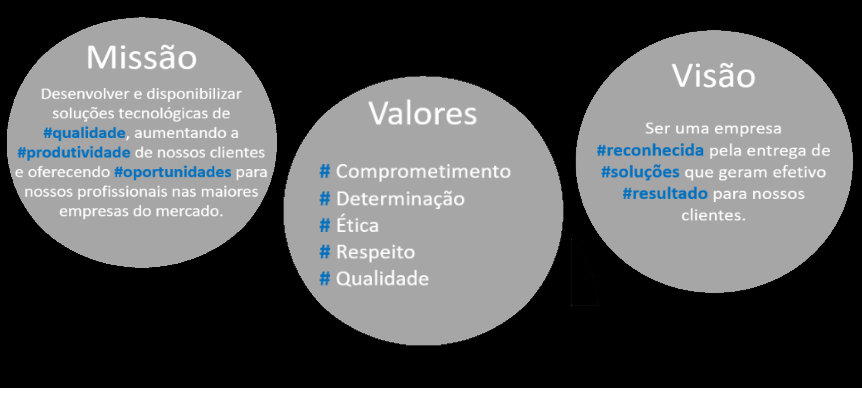 Missão
Desenvolver e disponibilizar
soluções tecnológicas de
#qualidade, aumentando a
#produtividade de nossos clientes
e oferecendo #oportunidades para
nossos profissionais nas maiores
empresas do mercado.
Valores
# Comprometimento
# Determinação
# Ética
# Respeito
# Qualidade
Visão
Ser uma empresa
#reconhecida pela entrega de
#soluções que geram efetivo
#resultado para nossos
clientes.